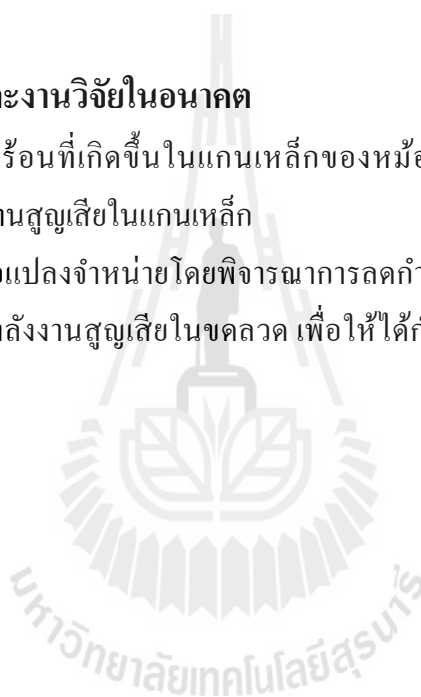 ะงานวิจัยในอนาคต
ร้อนที่เกิดขึ้นในแกนเหล็กของหม้อ
านสูญเสียในแกนเหล็ก
อแปลงจำหน่ายโดยพิจารณาการลดกำ
ลังงานสูญเสียในขดลวด เพื่อให้ได้ก
มหาวิทยาลัยเทคโนโลยีสุรนารี